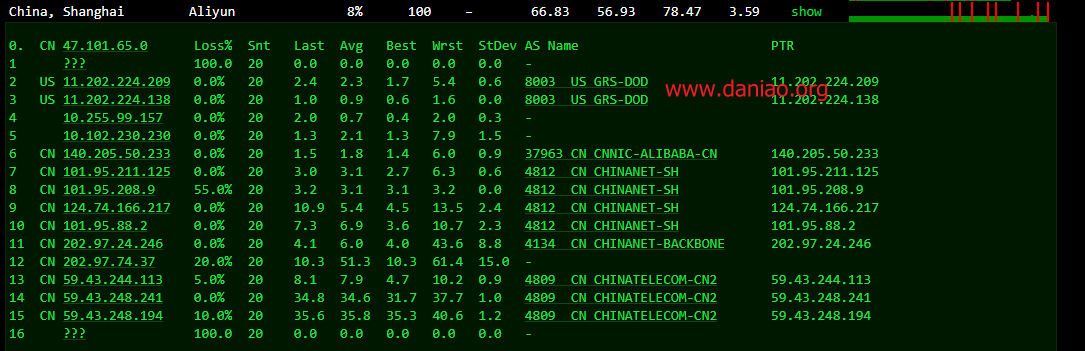 China, Shanghai Aliyun 8% 100 – 66.83 56.93 78.47 3.59 show
0. CN 47.101.65.0 Loss% Snt Last Avg Best Wrst StDev AS Name PTR
1 ??? 100.0 20 0.0 0.0 0.0 0.0 0.0 -
2 US 11.202.224.209 0.0% 20 2.4 2.3 1.7 5.4 0.6 8003 US GRS-DOD 11.202.224.209
www.daniao.org
3 US 11.202.224.138 0.0% 20 1.0 0.9 0.6 1.6 0.0 8003 US GRS-DOD 11.202.224.138
4 10.255.99.157 0.0% 20 2.0 0.7 0.4 2.0 0.3 -
5 10.102.230.230 0.0% 20 1.3 2.1 1.3 7.9 1.5 -
6 CN 140.205.50.233 0.0% 20 1.5 1.8 1.4 6.0 0.9 37963 CN CNNIC-ALIBABA-CN 140.205.50.233
7 CN 101.95.211.125 0.0% 20 3.0 3.1 2.7 6.3 0.6 4812 CN CHINANET-SH 101.95.211.125
8 CN 101.95.208.9 55.0% 20 3.2 3.1 3.1 3.2 0.0 4812 CN CHINANET-SH 101.95.208.9
9 CN 124.74.166.217 0.0% 20 10.9 5.4 4.5 13.5 2.4 4812 CN CHINANET-SH 124.74.166.217
10 CN 101.95.88.2 0.0% 20 7.3 6.9 3.6 10.7 2.3 4812 CN CHINANET-SH 101.95.88.2
11 CN 202.97.24.246 0.0% 20 4.1 6.0 4.0 43.6 8.8 4134 CN CHINANET-BACKBONE 202.97.24.246
12 CN 202.97.74.37 20.0% 20 10.3 51.3 10.3 61.4 15.0 -
13 CN 59.43.244.113 5.0% 20 8.1 7.9 4.7 10.2 0.9 4809 CN CHINATELECOM-CN2 59.43.244.113
14 CN 59.43.248.241 0.0% 20 34.8 34.6 31.7 37.7 1.0 4809 CN CHINATELECOM-CN2 59.43.248.241
15 CN 59.43.248.194 10.0% 20 35.6 35.8 35.3 40.6 1.2 4809 CN CHINATELECOM-CN2 59.43.248.194
16 ??? 100.0 20 0.0 0.0 0.0 0.0 0.0 -